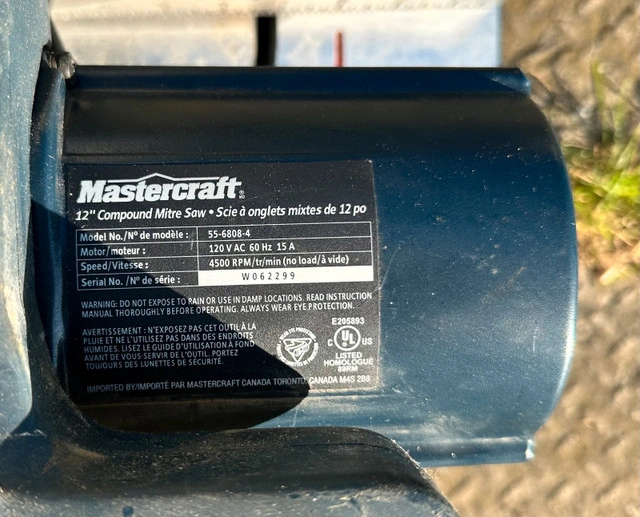 Mastercraft
12" Compound Mitre Saw • Scie à onglets mixtes de 12 po
Model No./Nº de modèle : 55-6808-4
Motor/moteur : 120 V AC 60 Hz 15 A
Speed/Vitesse : 4500 RPM/tr/min (no load/à vide)
Serial No. /Nº de série : W062299
WARNING: DO NOT EXPOSE TO RAIN OR USE IN DAMP LOCATIONS. READ INSTRUCTION
MANUAL THOROUGHLY BEFORE OPERATING. ALWAYS WEAR EYE PROTECTION.
AVERTISSEMENT : N'EXPOSEZ PAS CET OUTIL À LA
PLUIE ET NE L'UTILISEZ PAS DANS DES ENDROITS
HUMIDES. LISEZ LE GUIDE D'UTILISATION À FOND
AVANT DE VOUS SERVIR DE L'OUTIL. PORTEZ
TOUJOURS DES LUNETTES DE SÉCURITÉ.
E205893
C UL US
LISTED
HOMOLOGUÉ
89RM
IMPORTED BY/IMPORTÉ PAR MASTERCRAFT CANADA TORONTO, CANADA M4S 2B8